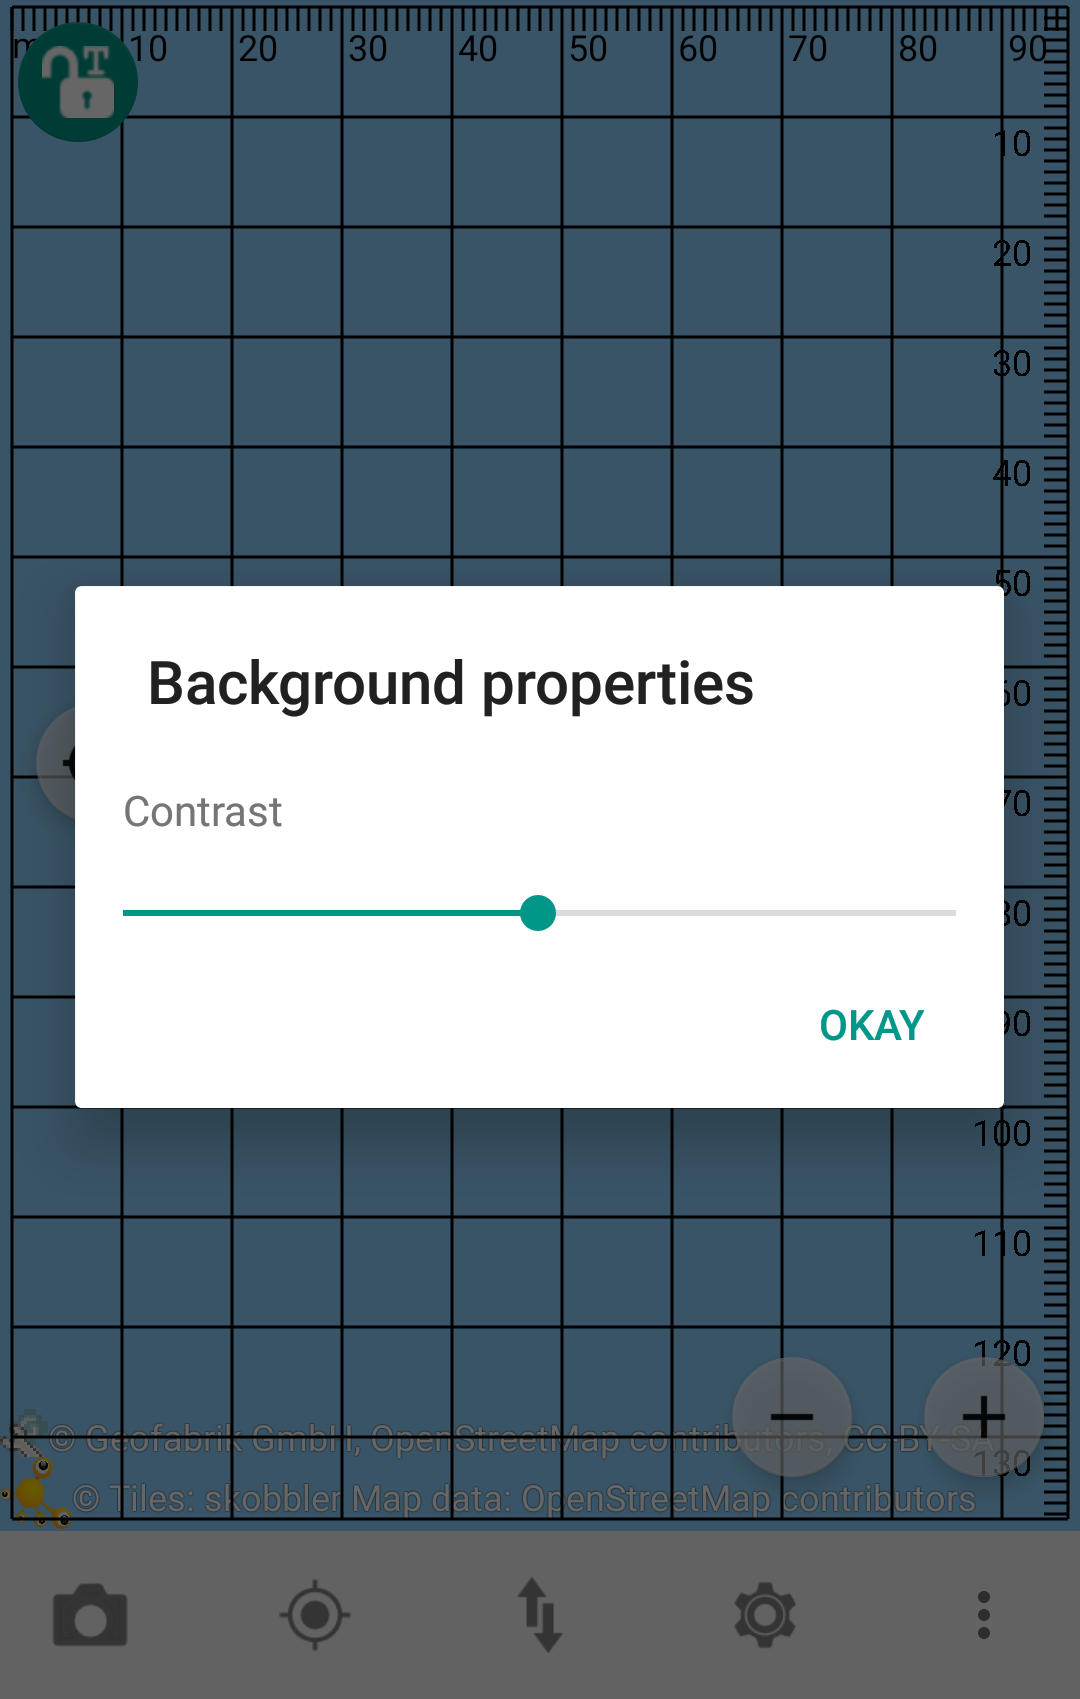 m 10 20 30 40 50 60 70 80 90
T
10
20
30
40
50
Background properties
60
70
Contrast
80
OKAY
90
100
110
120
© Geofabrik GmbH, OpenStreetMap contributors, CC-BY-SA
130
© Tiles: skobbler Map data: OpenStreetMap contributors